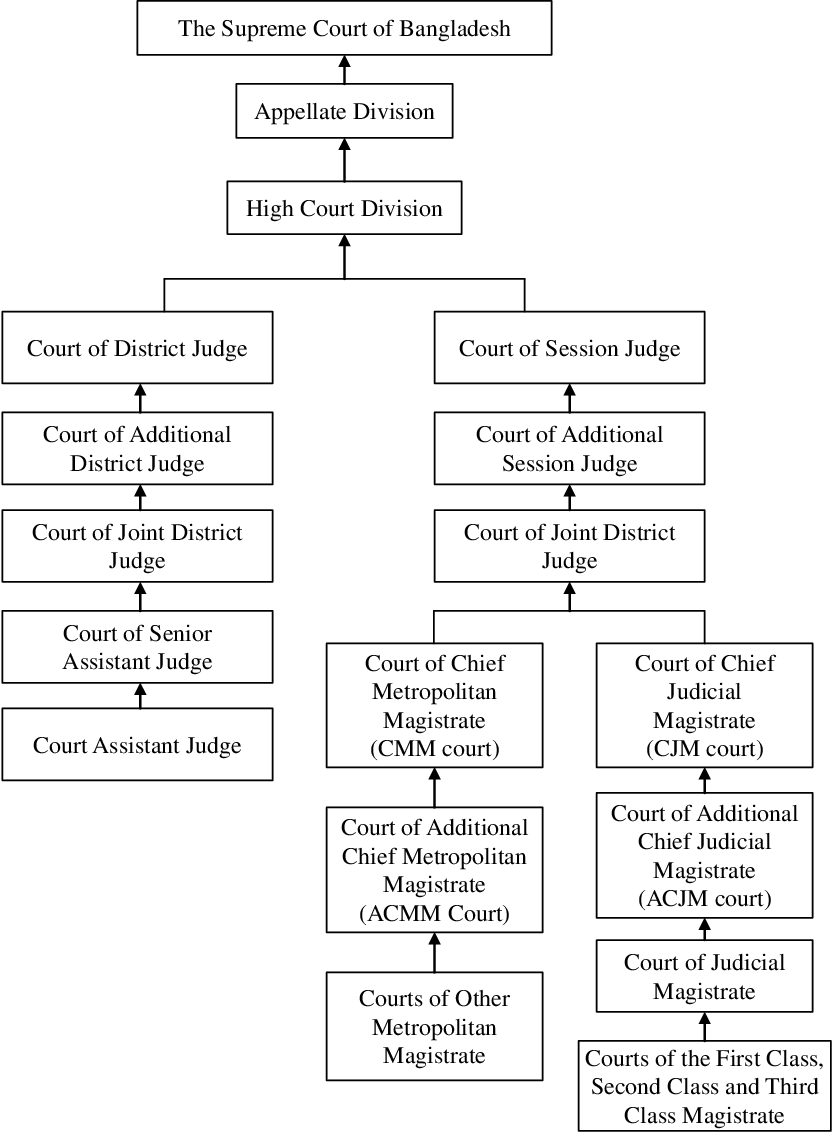 The Supreme Court of Bangladesh
Appellate Division
High Court Division
Court of District Judge
Court of Additional
District Judge
Court of Joint District
Judge
Court of Senior
Assistant Judge
Court Assistant Judge
Court of Session Judge
Court of Additional
Session Judge
Court of Joint District
Judge
Court of Chief
Metropolitan
Magistrate
(CMM court)
Court of Additional
Chief Metropolitan
Magistrate
(ACMM Court)
Courts of Other
Metropolitan
Magistrate
Court of Chief
Judicial
Magistrate
(CJM court)
Court of Additional
Chief Judicial
Magistrate
(ACJM court)
Court of Judicial
Magistrate
Courts of the First Class,
Second Class and Third
Class Magistrate